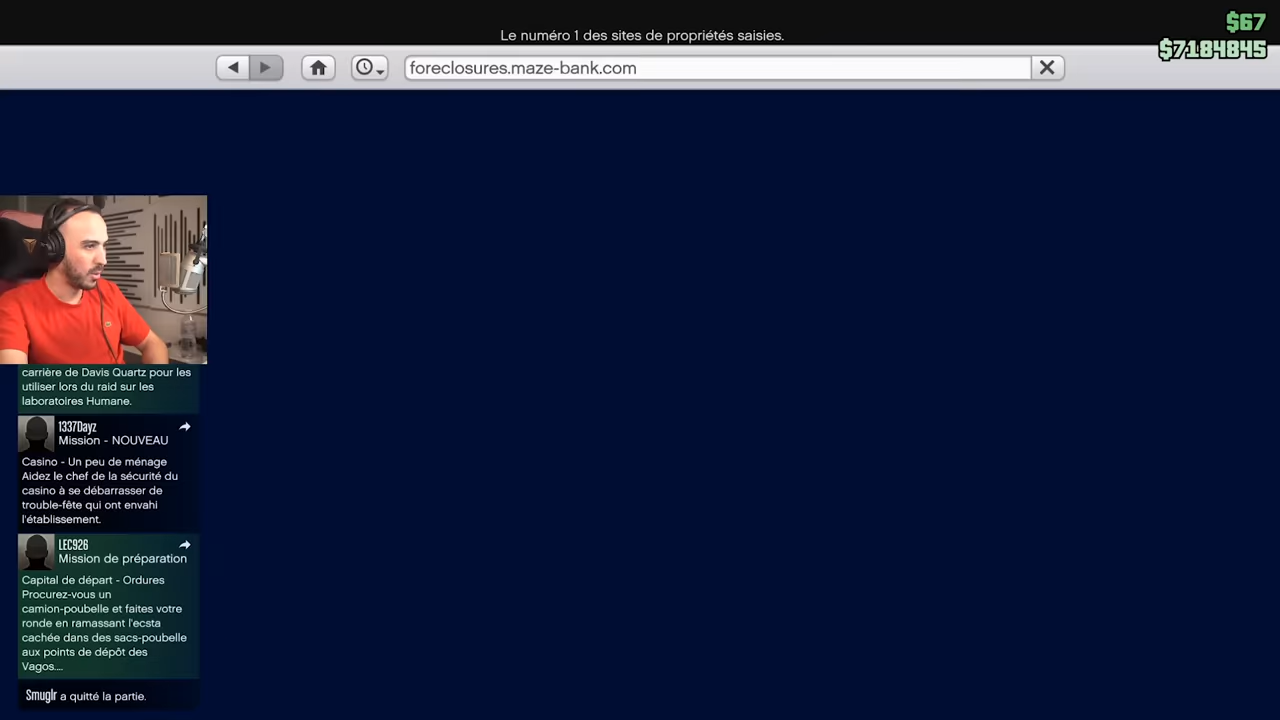 $67
Le numéro 1 des sites de propriétés saisies.
$7184845
foreclosures.maze-bank.com
carrière de Davis Quartz pour les
utiliser lors du raid sur les
laboratoires Humane.
1337Dayz
Mission - NOUVEAU
Casino - Un peu de ménage
Aidez le chef de la sécurité du
casino à se débarrasser de
trouble-fête qui ont envahi
l'établissement.
LEC926
Mission de préparation
Capital de départ - Ordures
Procurez-vous un
camion-poubelle et faites votre
ronde en ramassant l'ecsta
cachée dans des sacs-poubelle
aux points de dépôt des
Vagos....
Smuglr a quitté la partie.